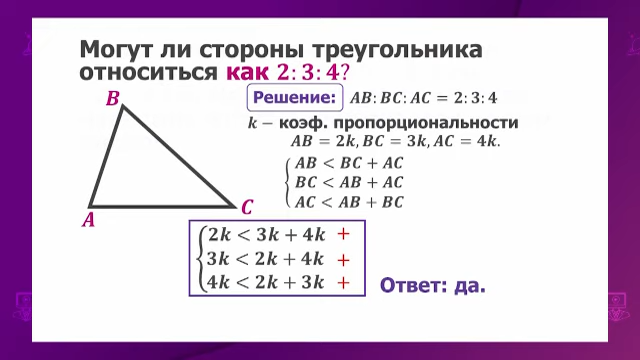 Могут ли стороны треугольника
относиться как 2: 3: 4?
Решение: AB: BC: AC = 2: 3: 4
k – коэф. пропорциональности
AB = 2k, BC = 3k, AC = 4k.
AB < BC + AC
BC < AB + AC
AC < AB + BC
B
A
C
2k < 3k + 4k +
3k < 2k + 4k +
4k < 2k + 3k +
Ответ: да.